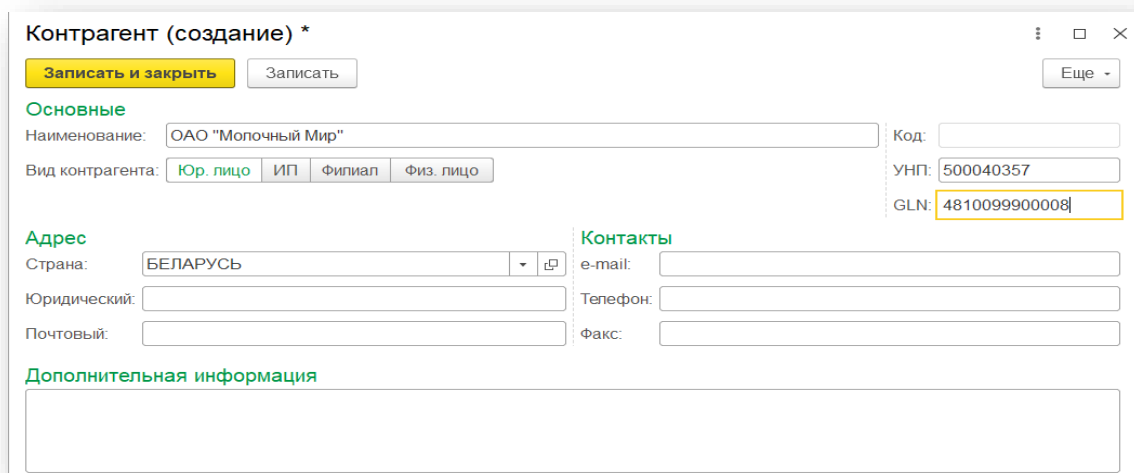 Контрагент (создание) *
Записать и закрыть Записать Еще
Основные
Наименование: ОАО "Молочный Мир" Код:
Вид контрагента: Юр. лицо ИП Филиал Физ. лицо УНП: 500040357
GLN: 4810099900008
Адрес Контакты
Страна: БЕЛАРУСЬ e-mail:
Юридический: Телефон:
Почтовый: Факс:
Дополнительная информация